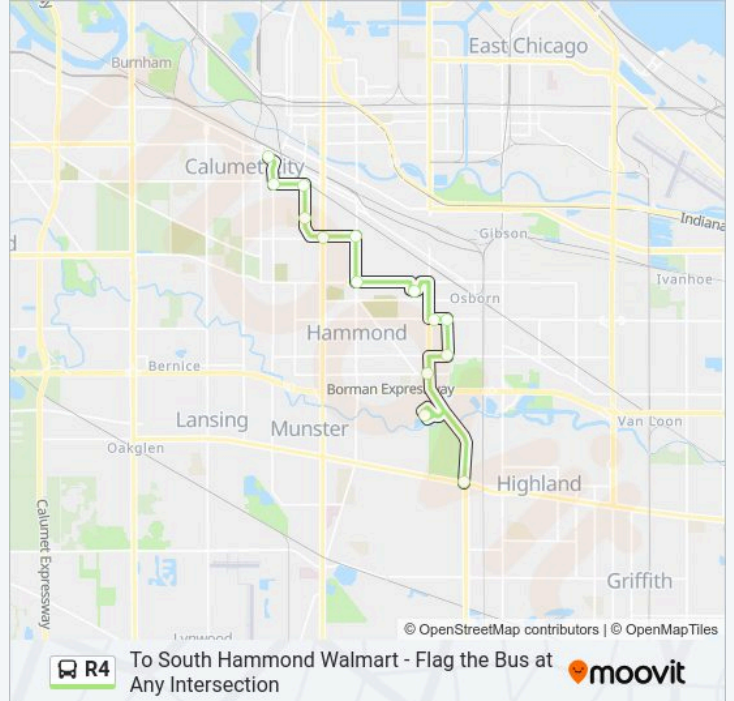 East Chicago
Burnham
Calumet City
Indiana
Gibson
Ivanhoe
Osborn
Hammond
Bernice
Borman Expressway
Lansing
Munster
Van Loon
Oakglen
Highland
Calumet Expressway
Griffith
© OpenStreetMap contributors | © OpenMapTiles
Lynwood
R4
To South Hammond Walmart - Flag the Bus at
Any Intersection
moovit